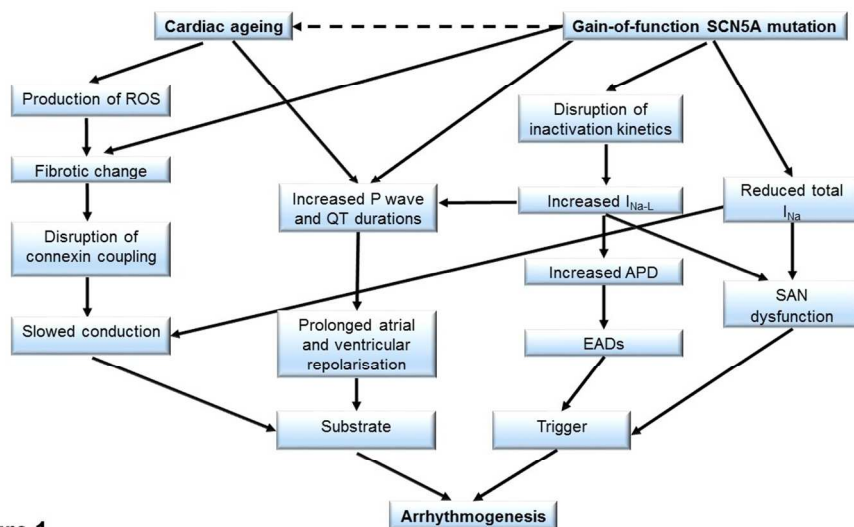 Cardiac ageing
Gain-of-function SCN5A mutation
Production of ROS
Disruption of
inactivation kinetics
Fibrotic change
Increased P wave
and QT durations
Increased I_Na-L
Reduced total
I_Na
Disruption of
connexin coupling
Increased APD
SAN
dysfunction
Slowed conduction
Prolonged atrial
and ventricular
repolarisation
EADs
Substrate
Trigger
Arrhythmogenesis